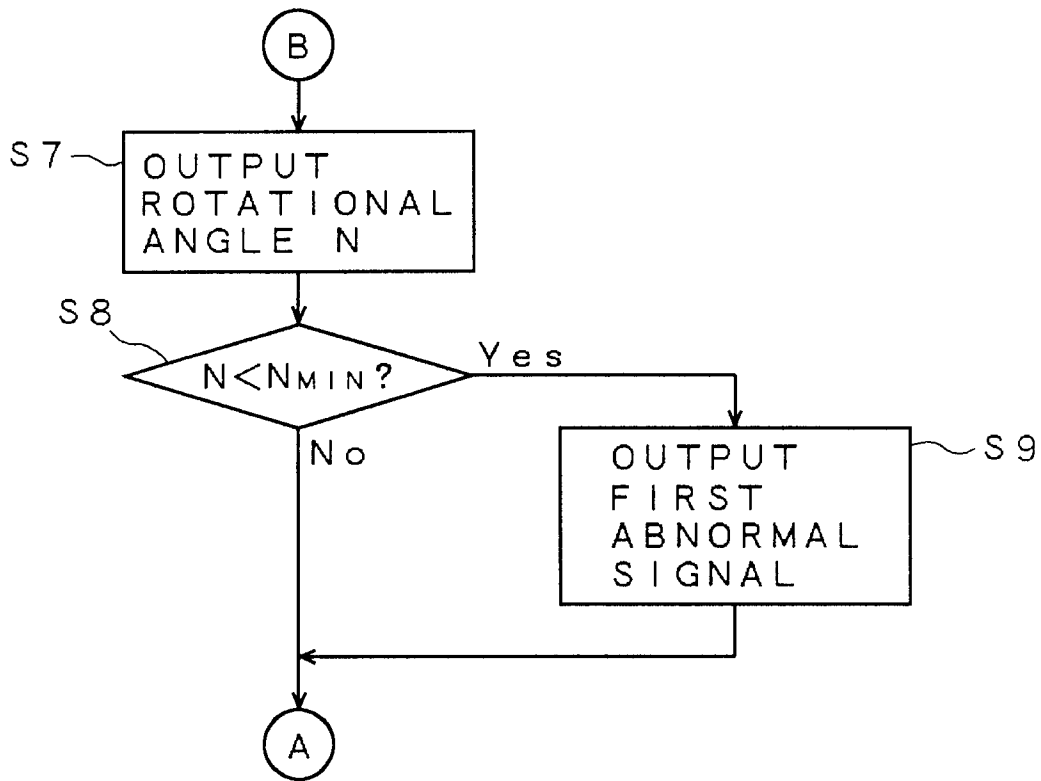 B
S7
OUTPUT
ROTATIONAL
ANGLE N
S8
N<NMIN?
Yes
No
OUTPUT
FIRST
ABNORMAL
SIGNAL
S9
A